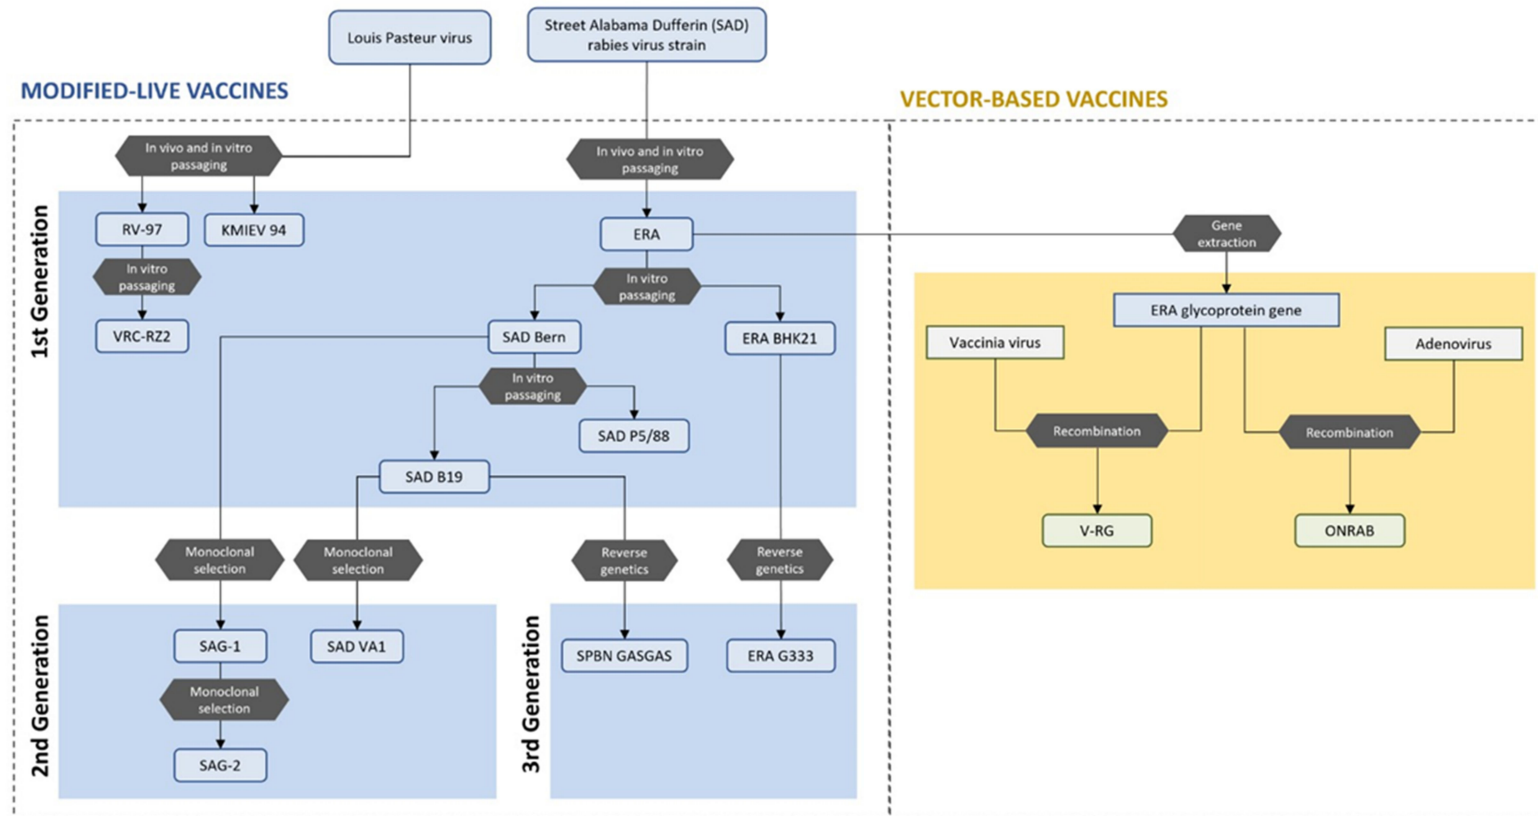 Louis Pasteur virus
Street Alabama Dufferin (SAD)
rabies virus strain
MODIFIED-LIVE VACCINES
VECTOR-BASED VACCINES
In vivo and in vitro
passaging
In vivo and in vitro
passaging
1st Generation
RV-97
KMIEV 94
ERA
Gene
extraction
In vitro
passaging
In vitro
passaging
ERA glycoprotein gene
VRC-RZ2
SAD Bern
ERA BHK21
Vaccinia virus
Adenovirus
In vitro
passaging
SAD P5/88
Recombination
Recombination
SAD B19
V-RG
ONRAB
Monoclonal
selection
Monoclonal
selection
Reverse
genetics
Reverse
genetics
2nd Generation
SAG-1
SAD VA1
3rd Generation
SPBN GASGAS
ERA G333
Monoclonal
selection
SAG-2